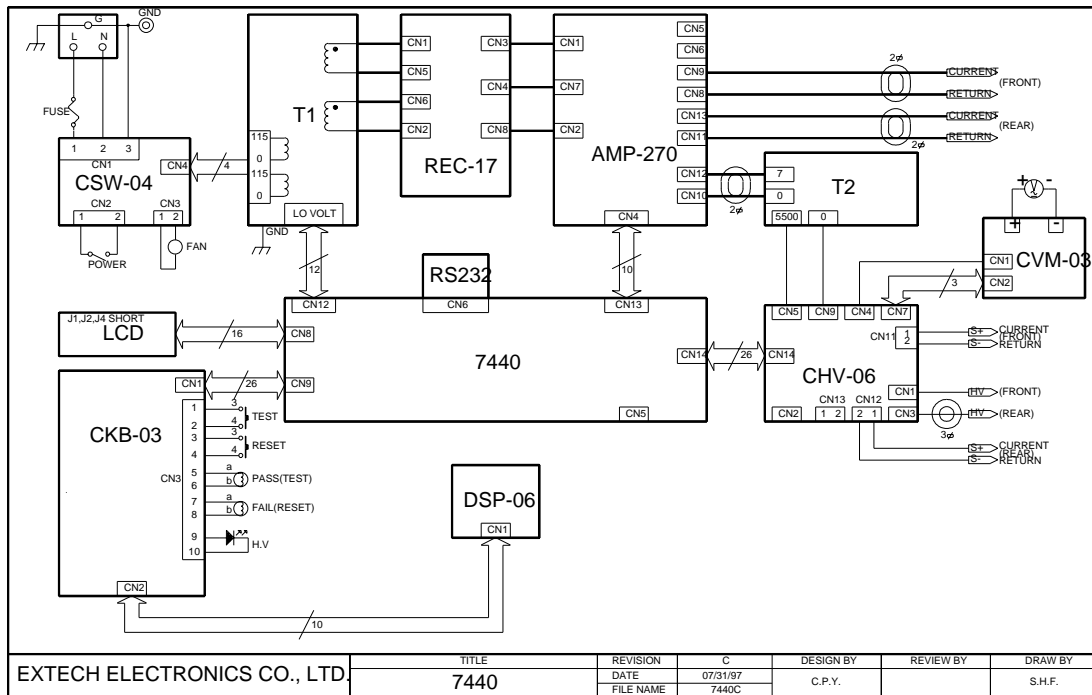 G
GND
L
N
FUSE
1 2 3
CN1
CN4
CSW-04
CN2
CN3
1 2
1 2
POWER
FAN
4
T1
115
0
115
0
LO VOLT
GND
12
CN1
CN5
CN6
CN2
CN3
CN4
CN8
REC-17
CN1
CN7
CN2
AMP-270
CN4
10
CN5
CN6
CN9
CN8
CN13
CN11
CN12
CN10
2ø
2ø
2ø
CURRENT
(FRONT)
RETURN
CURRENT
(REAR)
RETURN
7
0
T2
5500
0
+ V -
+ -
CVM-03
CN1
CN2
3
RS232
CN6
CN12
CN13
CN8
CN9
7440
CN14
CN5
26
J1,J2,J4 SHORT
LCD
16
CN5
CN9
CN4
CN7
CN14
CN11
1
2
CHV-06
CN1
CN13
CN12
CN2
1 2
2 1
CN3
S+
CURRENT
(FRONT)
S-
RETURN
HV
(FRONT)
HV
(REAR)
3ø
S+
CURRENT
(REAR)
S-
RETURN
CN1
26
CKB-03
CN3
1
2
3
4
5
6
7
8
9
10
3
4
TEST
3
4
RESET
a
b
PASS(TEST)
a
b
FAIL(RESET)
H.V
CN2
10
DSP-06
CN1
EXTECH ELECTRONICS CO., LTD.
TITLE
7440
REVISION C
DATE 07/31/97
FILE NAME 7440C
DESIGN BY
C.P.Y.
REVIEW BY
DRAW BY
S.H.F.